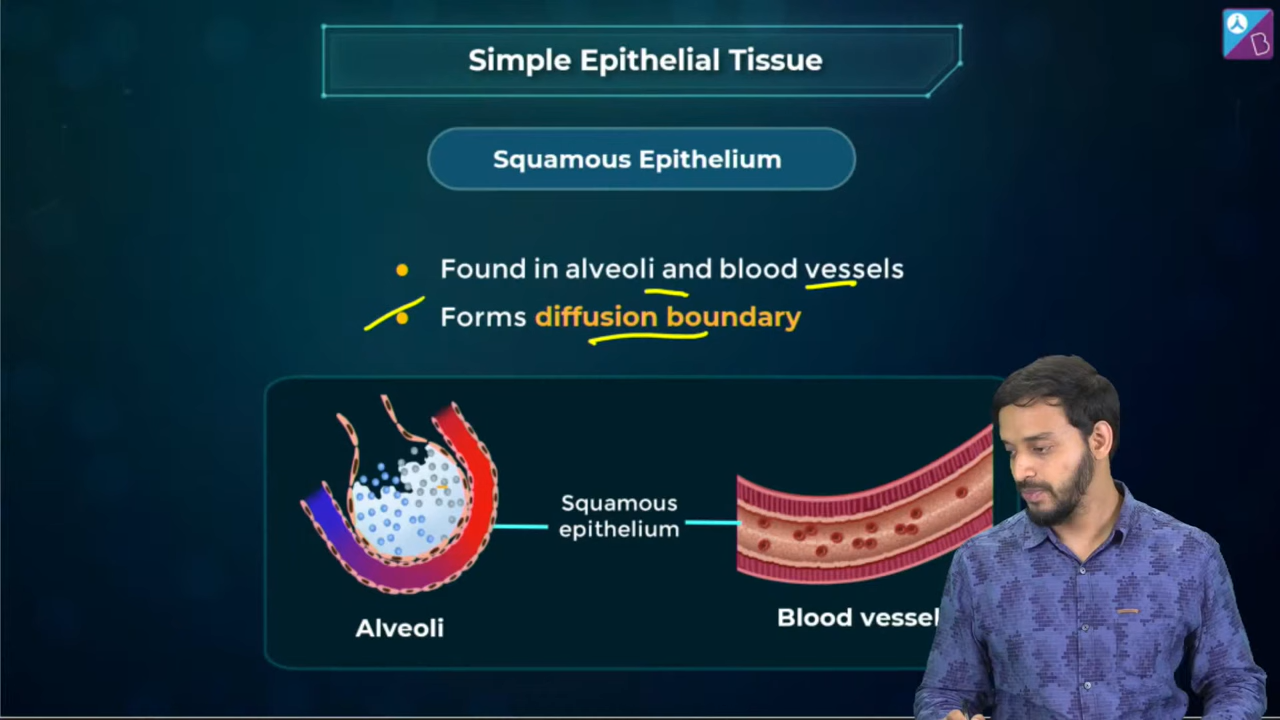 Simple Epithelial Tissue
Squamous Epithelium
• Found in alveoli and blood vessels
• Forms diffusion boundary
Squamous
epithelium
Alveoli
Blood vessel
B